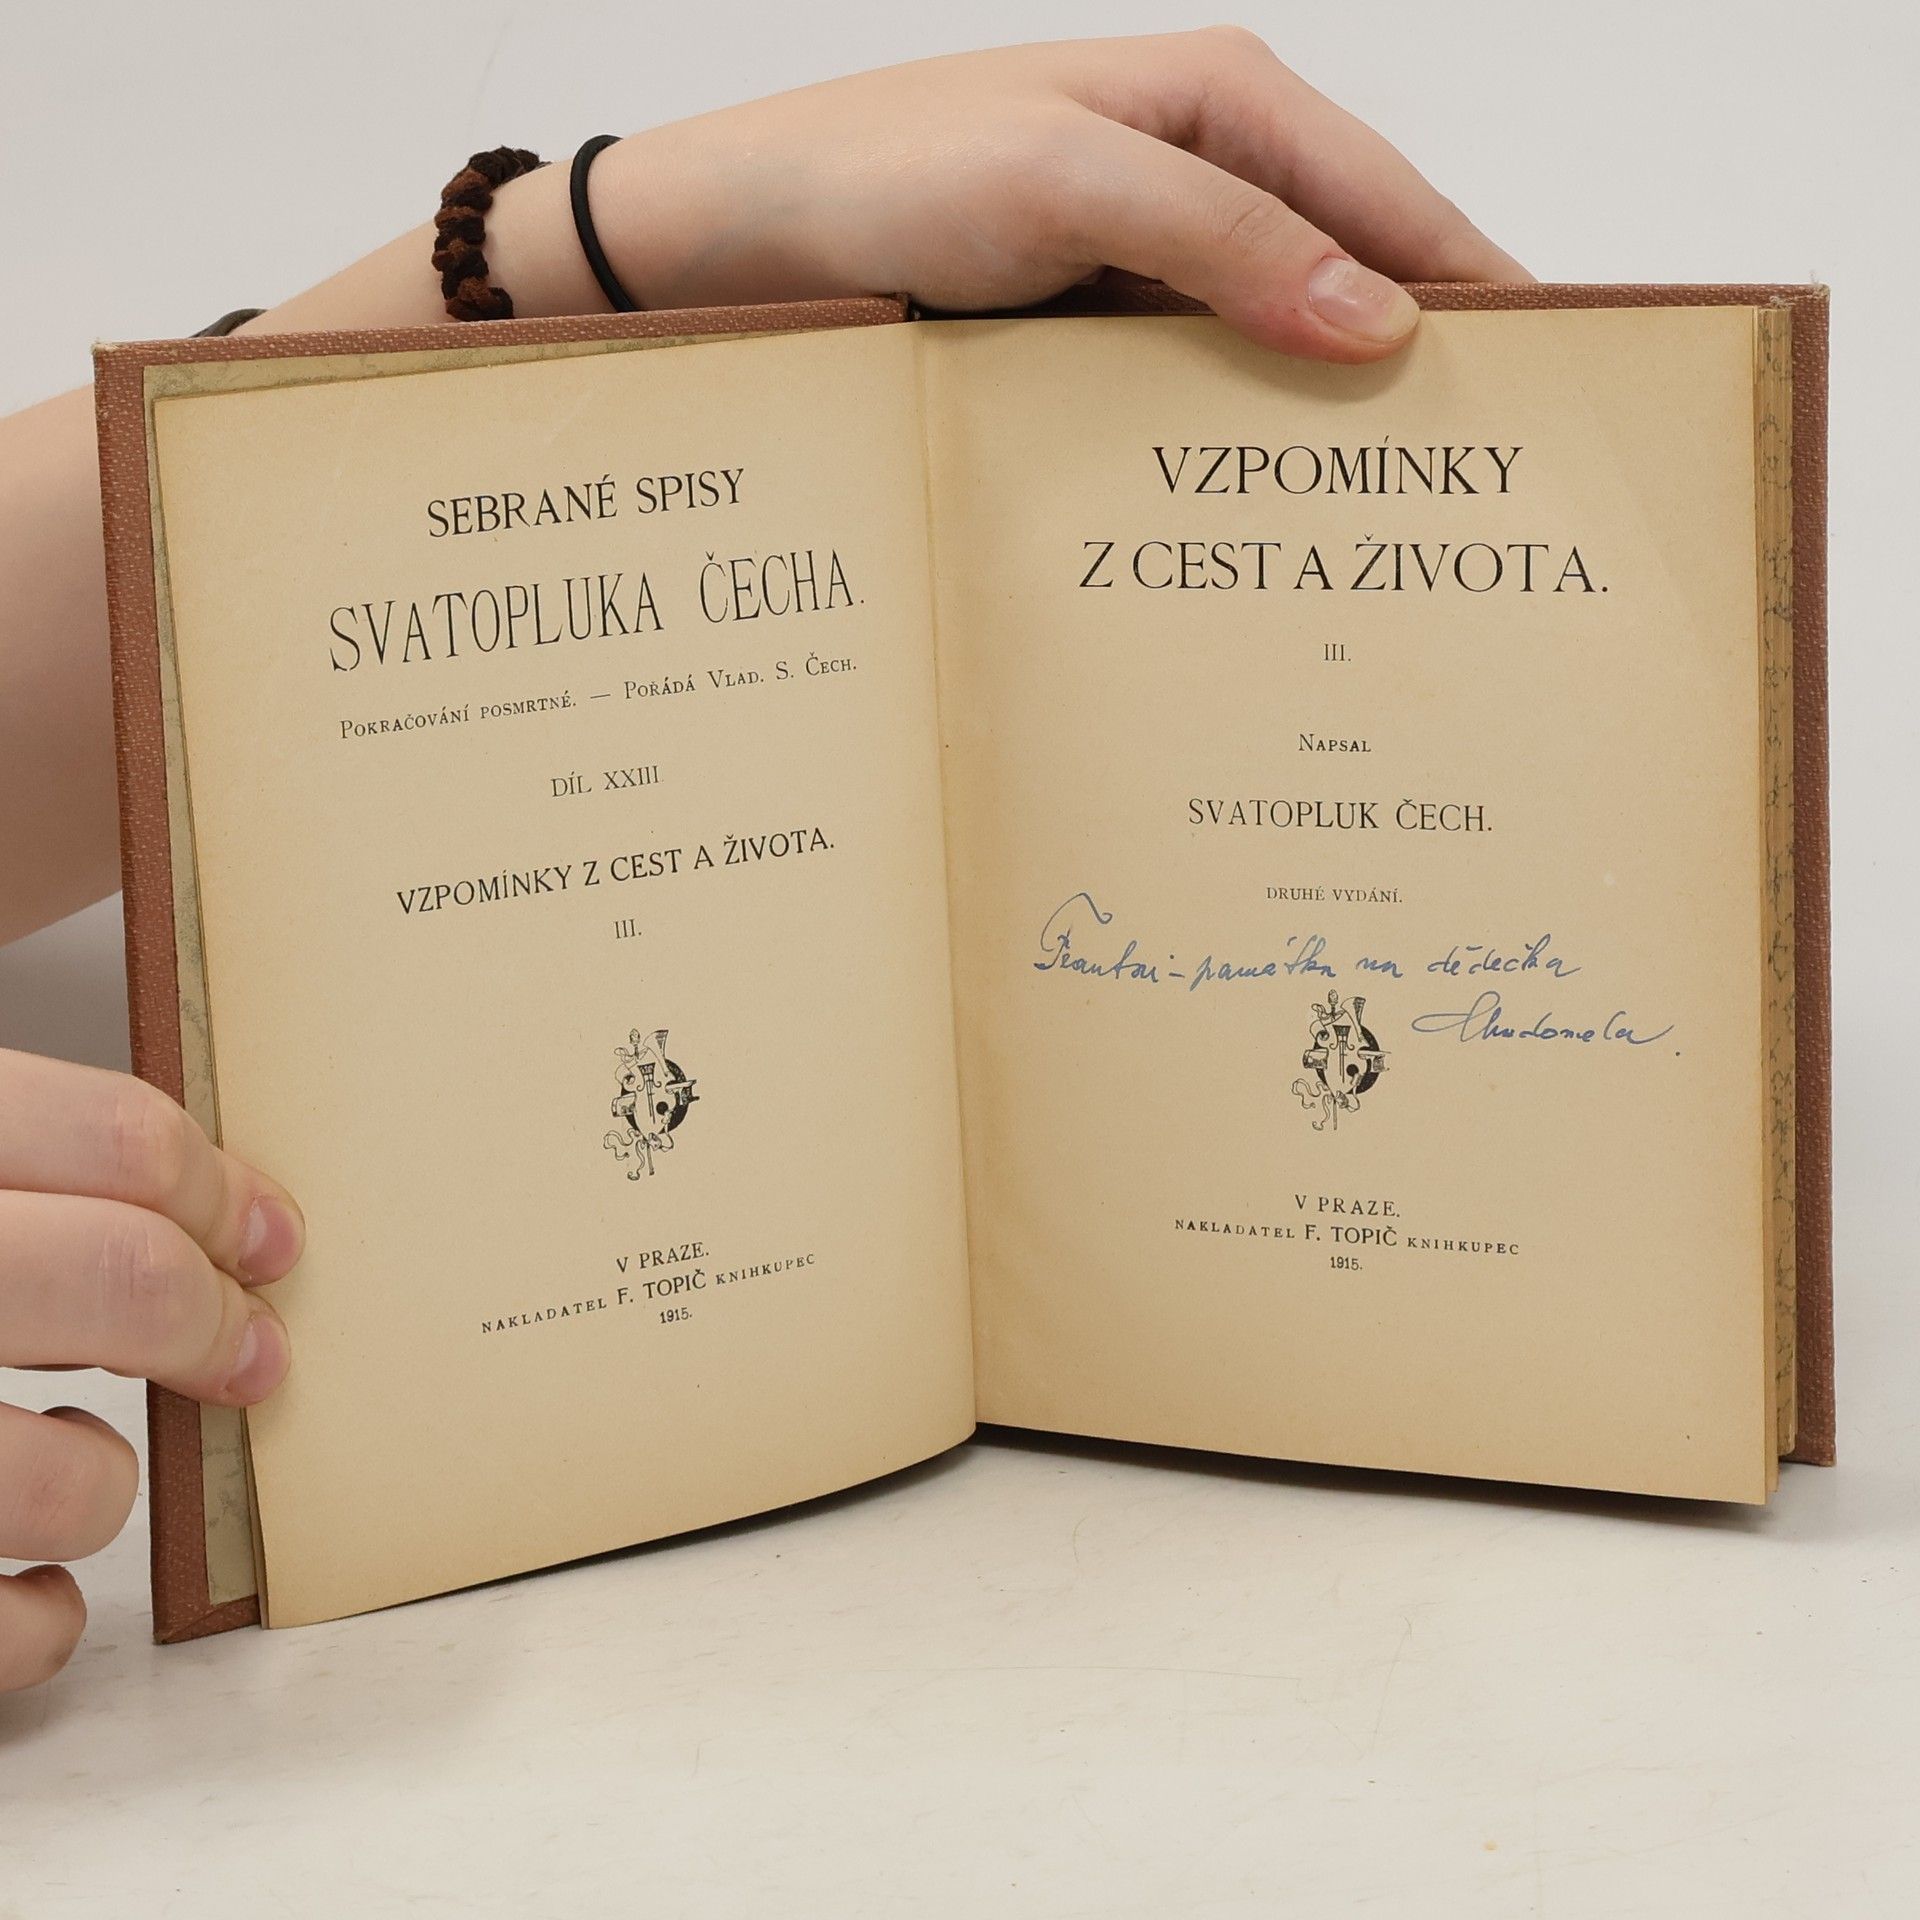 SEBRANÉ SPISY
SVATOPLUKA ČECHA.
POKRAČOVÁNÍ POSMRTNÉ. — POŘÁDÁ VLAD. S. ČECH.
DÍL XXIII
VZPOMÍNKY Z CEST A ŽIVOTA.
III.
V PRAZE.
NAKLADATEL F. TOPIČ KNIHKUPEC
1915.
VZPOMÍNKY
Z CEST A ŽIVOTA.
III.
NAPSAL
SVATOPLUK ČECH.
DRUHÉ VYDÁNÍ.
- památka na dědečka
Chudomela.
V PRAZE.
NAKLADATEL F. TOPIČ KNIHKUPEC
1915.